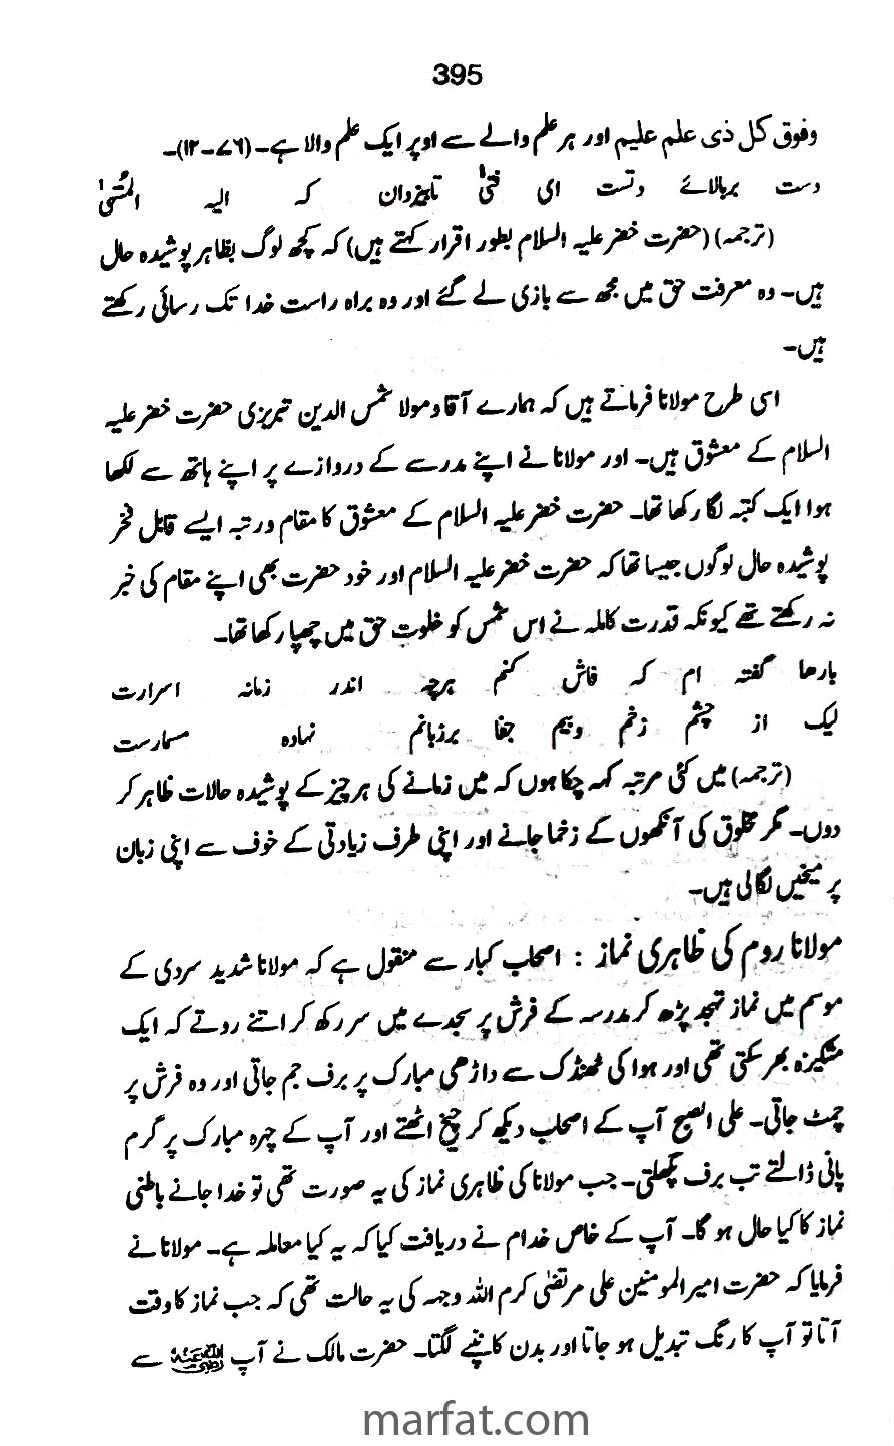 395
وفوق کل ذی علم علیم اور ہر علم والے سے اوپر ایک علم والا ہے۔ (۷۶۔۱۲)۔
دست بربالائے دتست ای فتیٰ تابیزدان کہ الیہ المنتہیٰ
(ترجمہ) (حضرت خضر علیہ السلام بطور اقرار کہتے ہیں) کہ کچھ لوگ بظاہر پوشیدہ حال
ہیں۔ وہ معرفت حق میں مجھ سے بازی لے گئے اور وہ براہ راست خدا تک رسائی رکھتے
ہیں۔
اسی طرح مولانا فرماتے ہیں کہ ہمارے آقا ومولا شمس الدین تبریزی حضرت خضر علیہ
السلام کے معشوق ہیں۔ اور مولانا نے اپنے مدرسے کے دروازے پر اپنے ہاتھ سے لکھا
ہوا ایک کتبہ لگا رکھا تھا۔ حضرت خضر علیہ السلام کے معشوق کا مقام ورتبہ ایسے قابل فخر
پوشیدہ حال لوگوں جیسا تھا کہ حضرت خضر علیہ السلام اور خود حضرت بھی اپنے مقام کی خبر
نہ رکھتے تھے کیونکہ قدرت کاملہ نے اس شمس کو خلوت حق میں چھپا رکھا تھا۔
بارھا گفتہ ام کہ فاش کنم ہرچہ اندر زمانہ اسرارت
لیک از چشم زخم وبیم جفا برزبانم نہادہ مسمارست
(ترجمہ) میں کئی مرتبہ کہہ چکا ہوں کہ میں زمانے کی ہر چیز کے پوشیدہ حالات ظاہر کر
دوں۔ مگر مخلوق کی آنکھوں کے زخما جانے اور اپنی طرف زیادتی کے خوف سے اپنی زبان
پر میخیں لگالی ہیں۔
مولانا روم کی ظاہری نماز : اصحاب کبار سے منقول ہے کہ مولانا شدید سردی کے
موسم میں نماز تہجد پڑھ کر مدرسہ کے فرش پر سجدے میں سر رکھ کر اتنے روتے کہ ایک
مشکیزہ بھر سکتی تھی اور ہوا کی ٹھنڈک سے داڑھی مبارک پر برف جم جاتی اور وہ فرش پر
چمٹ جاتی۔ علی الصبح آپ کے اصحاب دیکھ کر چیخ اٹھتے اور آپ کے چہرہ مبارک پر گرم
پانی ڈالتے تب برف پگھلتی۔ جب مولانا کی ظاہری نماز کی یہ صورت تھی تو خدا جانے باطنی
نماز کا کیا حال ہو گا۔ آپ کے خاص خدام نے دریافت کیا کہ یہ کیا معاملہ ہے۔ مولانا نے
فرمایا کہ حضرت امیر المومنین علی مرتضیٰ کرم اللہ وجہہ کی یہ حالت تھی کہ جب نماز کا وقت
آتا تو آپ کا رنگ تبدیل ہو جاتا اور بدن کانپنے لگتا۔ حضرت مالک نے آپ رضی اللہ عنہ سے
marfat.com